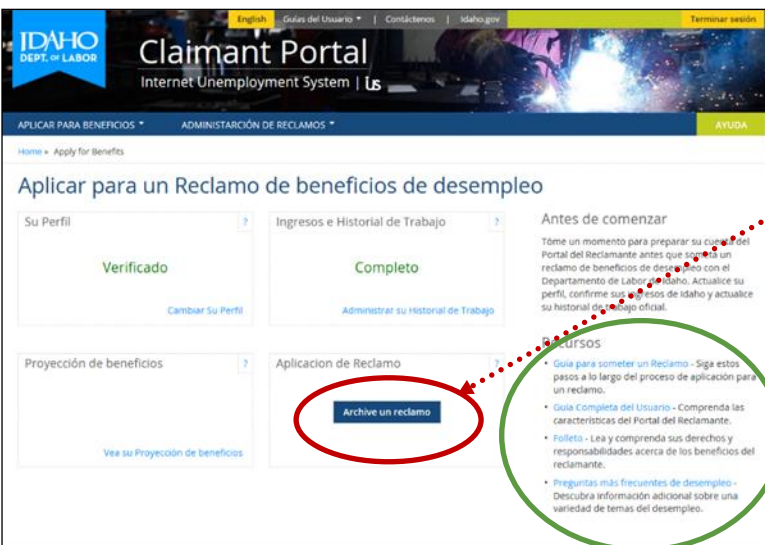 English Guías del Usuario | Contáctenos | Idaho.gov Terminar sesión
IDAHO
DEPT. OF LABOR
Claimant Portal
Internet Unemployment System | ius
APLICAR PARA BENEFICIOS ADMINISTARCIÓN DE RECLAMOS AYUDA
Home » Apply for Benefits
Aplicar para un Reclamo de beneficios de desempleo
Su Perfil ?
Verificado
Cambiar Su Perfil
Ingresos e Historial de Trabajo ?
Completo
Administrar su Historial de Trabajo
Proyección de beneficios ?
Vea su Proyección de beneficios
Aplicacion de Reclamo ?
Archive un reclamo
Antes de comenzar
Tóme un momento para preparar su cuenta del
Portal del Reclamante antes que someta un
reclamo de beneficios de desempleo con el
Departamento de Labor de Idaho. Actualice su
perfil, confirme sus ingresos de Idaho y actualice
su historial de trabajo oficial.
Recursos
• Guía para someter un Reclamo - Siga estos
pasos a lo largo del proceso de aplicación para
un reclamo.
• Guía Completa del Usuario - Comprenda las
características del Portal del Reclamante.
• Folleto - Lea y comprenda sus derechos y
responsabilidades acerca de los beneficios del
reclamante.
• Preguntas más frecuentes de desempleo -
Descubra información adicional sobre una
variedad de temas del desempleo.